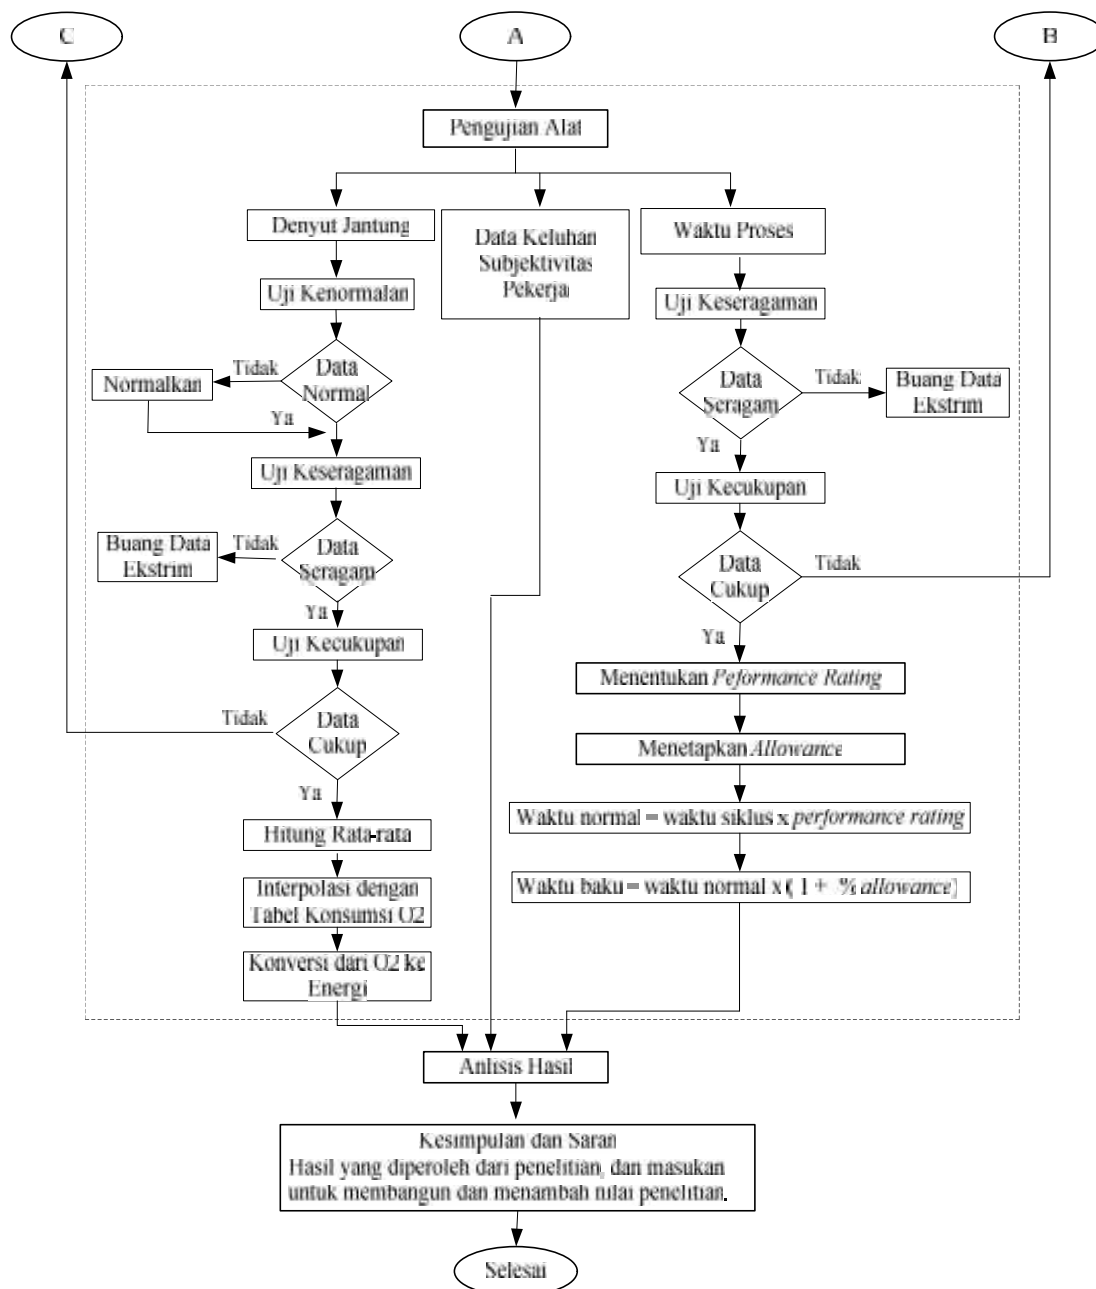 C
A
B
Pengujian Alat
Denyut Jantung
Data Keluhan
Subjektivitas
Pekerja
Waktu Proses
Uji Kenormalan
Uji Keseragaman
Data
Normal
Tidak
Normalkan
Ya
Data
Seragam
Tidak
Buang Data
Ekstrim
Ya
Uji Keseragaman
Uji Kecukupan
Data
Seragam
Tidak
Buang Data
Ekstrim
Ya
Data
Cukup
Tidak
Ya
Uji Kecukupan
Menentukan Peformance Rating
Data
Cukup
Tidak
Ya
Menetapkan Allowance
Hitung Rata-rata
Waktu normal = waktu siklus x performance rating
Interpolasi dengan
Tabel Konsumsi O2
Waktu baku = waktu normal x ( 1 + % allowance)
Konversi dari O2 ke
Energi
Anlisis Hasil
Kesimpulan dan Saran
Hasil yang diperoleh dari penelitian, dan masukan
untuk membangun dan menambah nilai penelitian.
Selesai